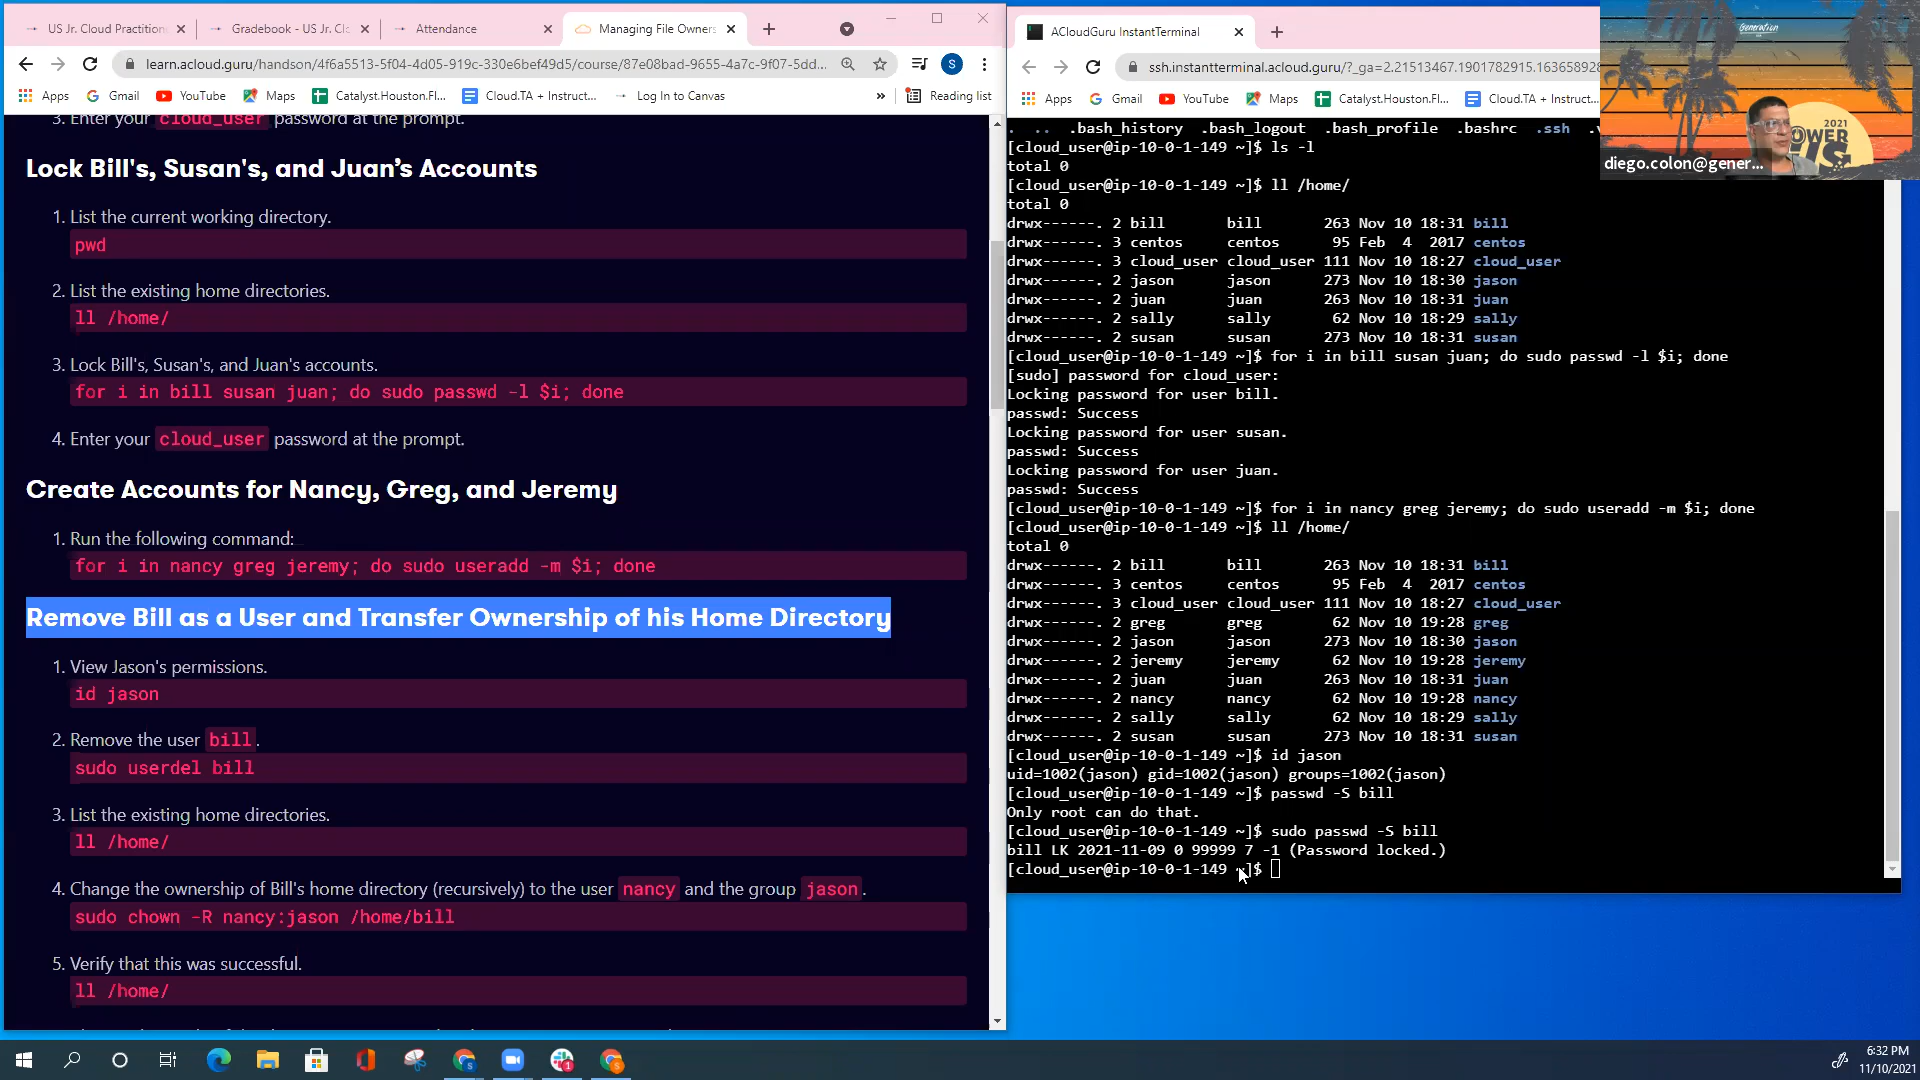 US Jr. Cloud Practition
Gradebook - US Jr. Clo
Attendance
Managing File Owners
learn.acloud.guru/handson/4f6a5513-5f04-4d05-919c-330e6bef49d5/course/87e08bad-9655-4a7c-9f07-5dd...
S
Apps
Gmail
YouTube
Maps
Catalyst.Houston.Fl...
Cloud.TA + Instruct...
Log In to Canvas
»
Reading list
3. Enter your cloud_user password at the prompt.
Lock Bill's, Susan's, and Juan's Accounts
1. List the current working directory.
pwd
2. List the existing home directories.
ll /home/
3. Lock Bill's, Susan's, and Juan's accounts.
for i in bill susan juan; do sudo passwd -l $i; done
4. Enter your cloud_user password at the prompt.
Create Accounts for Nancy, Greg, and Jeremy
1. Run the following command:
for i in nancy greg jeremy; do sudo useradd -m $i; done
Remove Bill as a User and Transfer Ownership of his Home Directory
1. View Jason's permissions.
id jason
2. Remove the user bill.
sudo userdel bill
3. List the existing home directories.
ll /home/
4. Change the ownership of Bill's home directory (recursively) to the user nancy and the group jason.
sudo chown -R nancy:jason /home/bill
5. Verify that this was successful.
ll /home/
ACloudGuru InstantTerminal
ssh.instantterminal.acloud.guru/?_ga=2.21513467.1901782915.163658928
Apps
Gmail
YouTube
Maps
Catalyst.Houston.Fl...
Cloud.TA + Instruct...
. .. .bash_history .bash_logout .bash_profile .bashrc .ssh
[cloud_user@ip-10-0-1-149 ~]$ ls -l
total 0
[cloud_user@ip-10-0-1-149 ~]$ ll /home/
total 0
drwx------. 2 bill bill 263 Nov 10 18:31 bill
drwx------. 3 centos centos 95 Feb 4 2017 centos
drwx------. 3 cloud_user cloud_user 111 Nov 10 18:27 cloud_user
drwx------. 2 jason jason 273 Nov 10 18:30 jason
drwx------. 2 juan juan 263 Nov 10 18:31 juan
drwx------. 2 sally sally 62 Nov 10 18:29 sally
drwx------. 2 susan susan 273 Nov 10 18:31 susan
[cloud_user@ip-10-0-1-149 ~]$ for i in bill susan juan; do sudo passwd -l $i; done
[sudo] password for cloud_user:
Locking password for user bill.
passwd: Success
Locking password for user susan.
passwd: Success
Locking password for user juan.
passwd: Success
[cloud_user@ip-10-0-1-149 ~]$ for i in nancy greg jeremy; do sudo useradd -m $i; done
[cloud_user@ip-10-0-1-149 ~]$ ll /home/
total 0
drwx------. 2 bill bill 263 Nov 10 18:31 bill
drwx------. 3 centos centos 95 Feb 4 2017 centos
drwx------. 3 cloud_user cloud_user 111 Nov 10 18:27 cloud_user
drwx------. 2 greg greg 62 Nov 10 19:28 greg
drwx------. 2 jason jason 273 Nov 10 18:30 jason
drwx------. 2 jeremy jeremy 62 Nov 10 19:28 jeremy
drwx------. 2 juan juan 263 Nov 10 18:31 juan
drwx------. 2 nancy nancy 62 Nov 10 19:28 nancy
drwx------. 2 sally sally 62 Nov 10 18:29 sally
drwx------. 2 susan susan 273 Nov 10 18:31 susan
[cloud_user@ip-10-0-1-149 ~]$ id jason
uid=1002(jason) gid=1002(jason) groups=1002(jason)
[cloud_user@ip-10-0-1-149 ~]$ passwd -S bill
Only root can do that.
[cloud_user@ip-10-0-1-149 ~]$ sudo passwd -S bill
bill LK 2021-11-09 0 99999 7 -1 (Password locked.)
[cloud_user@ip-10-0-1-149 ~]$
Generation
2021
diego.colon@gener...
6:32 PM
11/10/2021